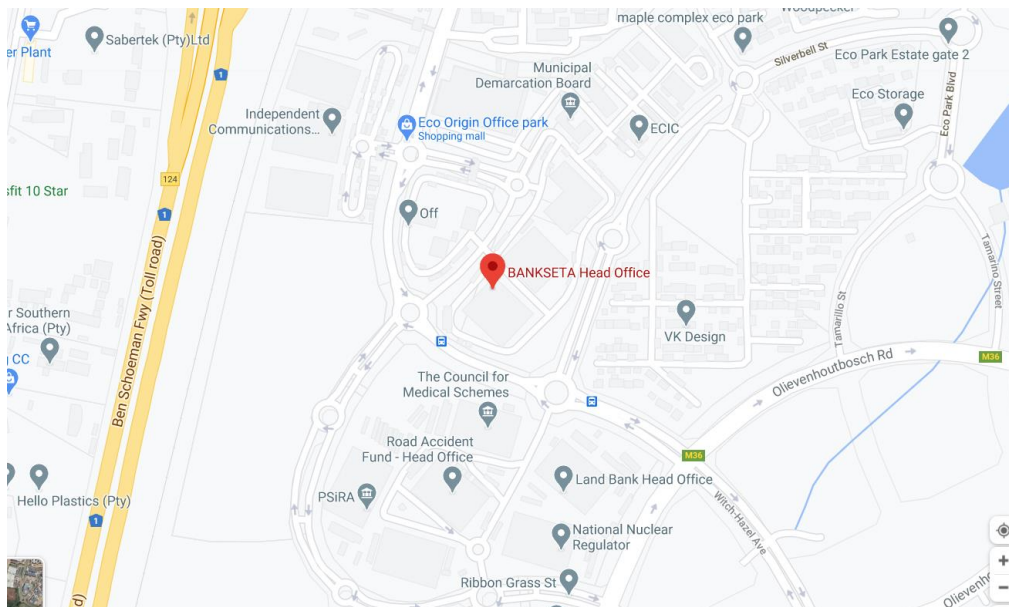 maple complex eco park
Sabertek (Pty)Ltd
er Plant
Silverbell St
Eco Park Estate gate 2
Municipal
Demarcation Board
1
Eco Storage
Eco Park Blvd
Independent
Communications...
Eco Origin Office park
Shopping mall
ECIC
124
sfit 10 Star
1
Off
Tamarino Street
Ben Schoeman Fwy (Toll road)
BANKSETA Head Office
r Southern
Africa (Pty)
Tamarillo St
VK Design
CC
Olievenhoutbosch Rd
M36
The Council for
Medical Schemes
Road Accident
Fund - Head Office
M36
Land Bank Head Office
PSiRA
Hello Plastics (Pty)
Witch-Hazel Ave
1
National Nuclear
Regulator
Ribbon Grass St
Olievenho
d)